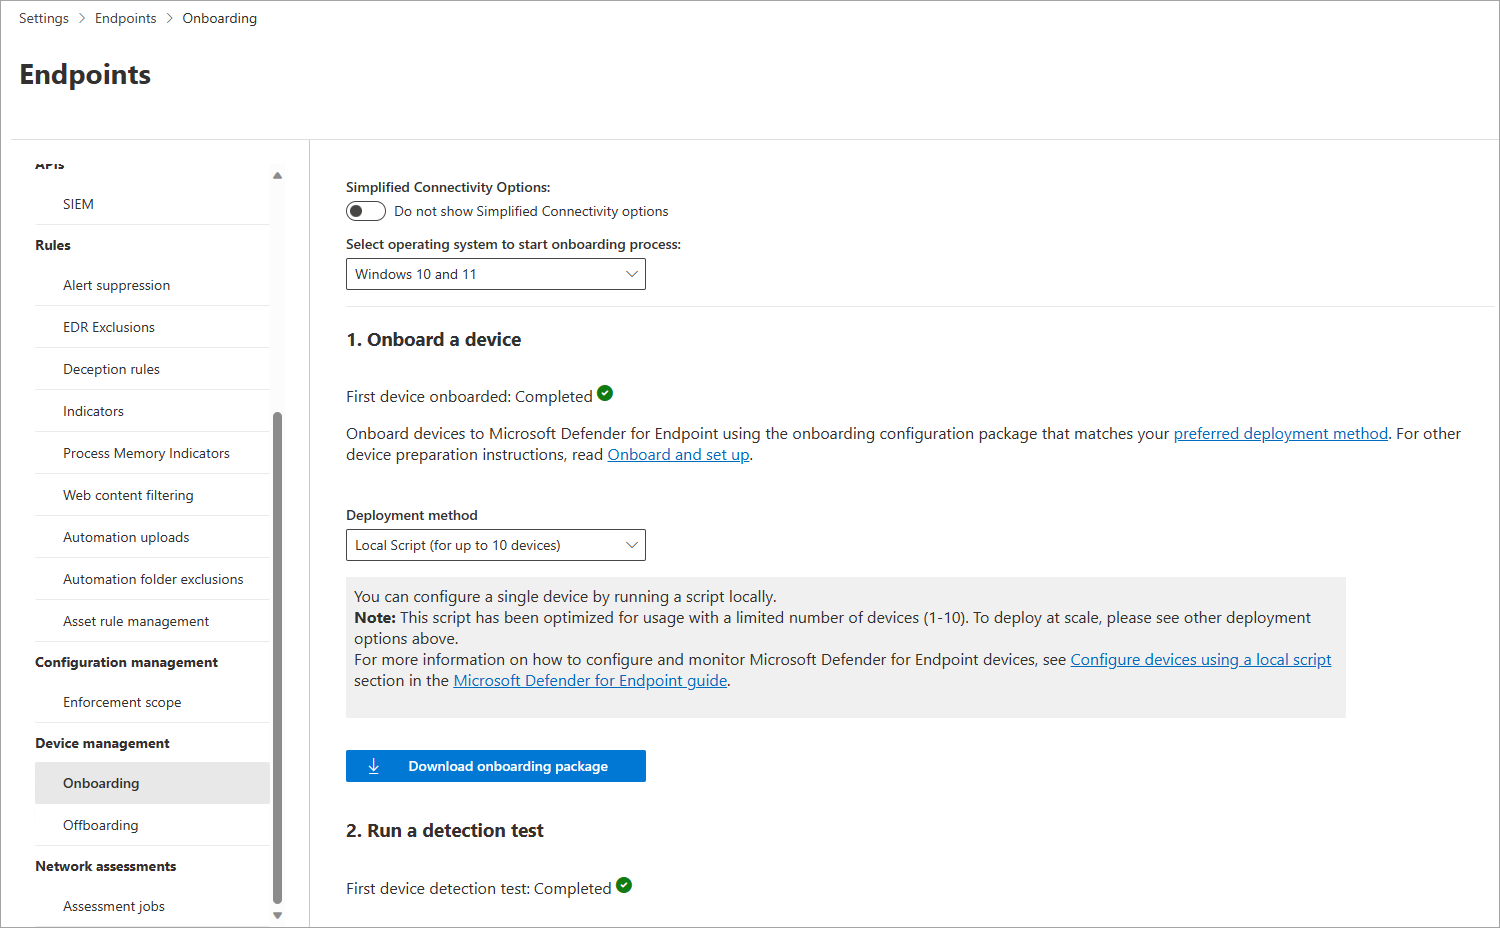 Settings > Endpoints > Onboarding
Endpoints
APIs
SIEM
Rules
Alert suppression
EDR Exclusions
Deception rules
Indicators
Process Memory Indicators
Web content filtering
Automation uploads
Automation folder exclusions
Asset rule management
Configuration management
Enforcement scope
Device management
Onboarding
Offboarding
Network assessments
Assessment jobs
Simplified Connectivity Options:
Do not show Simplified Connectivity options
Select operating system to start onboarding process:
Windows 10 and 11
1. Onboard a device
First device onboarded: Completed
Onboard devices to Microsoft Defender for Endpoint using the onboarding configuration package that matches your preferred deployment method. For other
device preparation instructions, read Onboard and set up.
Deployment method
Local Script (for up to 10 devices)
You can configure a single device by running a script locally.
Note: This script has been optimized for usage with a limited number of devices (1-10). To deploy at scale, please see other deployment
options above.
For more information on how to configure and monitor Microsoft Defender for Endpoint devices, see Configure devices using a local script
section in the Microsoft Defender for Endpoint guide.
Download onboarding package
2. Run a detection test
First device detection test: Completed